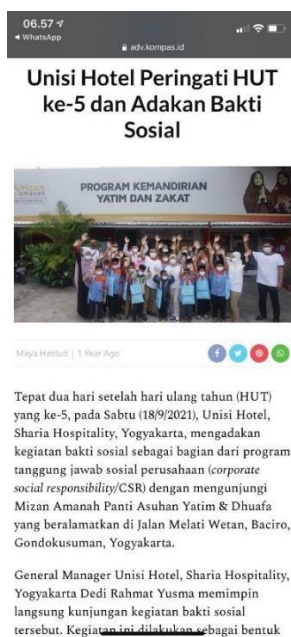 06.57
WhatsApp
adv.kompas.id
Unisi Hotel Peringati HUT
ke-5 dan Adakan Bakti
Sosial
PROGRAM KEMANDIRIAN
YATIM DAN ZAKAT
Maya Hastuti | 1 Year Ago
Tepat dua hari setelah hari ulang tahun (HUT)
yang ke-5, pada Sabtu (18/9/2021), Unisi Hotel,
Sharia Hospitality, Yogyakarta, mengadakan
kegiatan bakti sosial sebagai bagian dari program
tanggung jawab sosial perusahaan (corporate
social responsibility/CSR) dengan mengunjungi
Mizan Amanah Panti Asuhan Yatim & Dhuafa
yang beralamatkan di Jalan Melati Wetan, Baciro,
Gondokusuman, Yogyakarta.
General Manager Unisi Hotel, Sharia Hospitality,
Yogyakarta Dedi Rahmat Yusma memimpin
langsung kunjungan kegiatan bakti sosial
tersebut. Kegiatan ini dilakukan sebagai bentuk